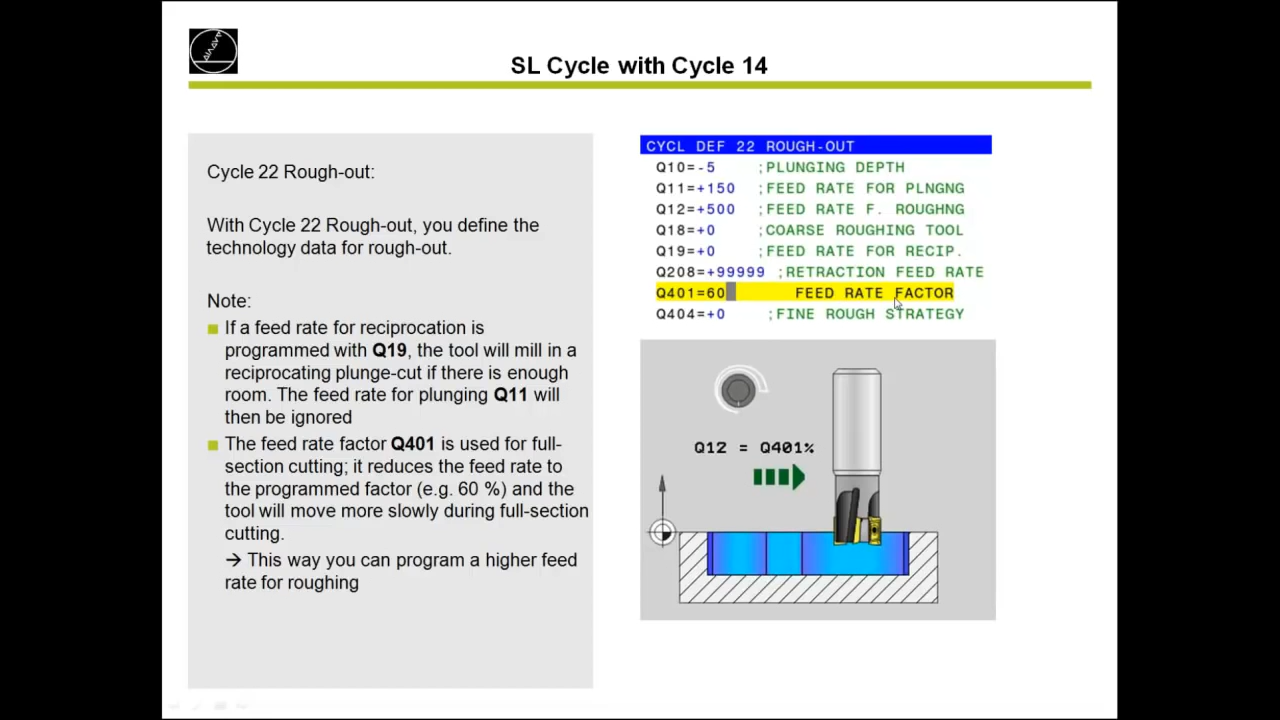 SL Cycle with Cycle 14
Cycle 22 Rough-out:
With Cycle 22 Rough-out, you define the
technology data for rough-out.
Note:
If a feed rate for reciprocation is
programmed with Q19, the tool will mill in a
reciprocating plunge-cut if there is enough
room. The feed rate for plunging Q11 will
then be ignored
The feed rate factor Q401 is used for full-
section cutting; it reduces the feed rate to
the programmed factor (e.g. 60 %) and the
tool will move more slowly during full-section
cutting.
→ This way you can program a higher feed
rate for roughing
CYCL DEF 22 ROUGH-OUT
Q10=-5 ;PLUNGING DEPTH
Q11=+150 ;FEED RATE FOR PLNGNG
Q12=+500 ;FEED RATE F. ROUGHNG
Q18=+0 ;COARSE ROUGHING TOOL
Q19=+0 ;FEED RATE FOR RECIP.
Q208=+99999 ;RETRACTION FEED RATE
Q401=60 FEED RATE FACTOR
Q404=+0 ;FINE ROUGH STRATEGY
Q12 = Q401%